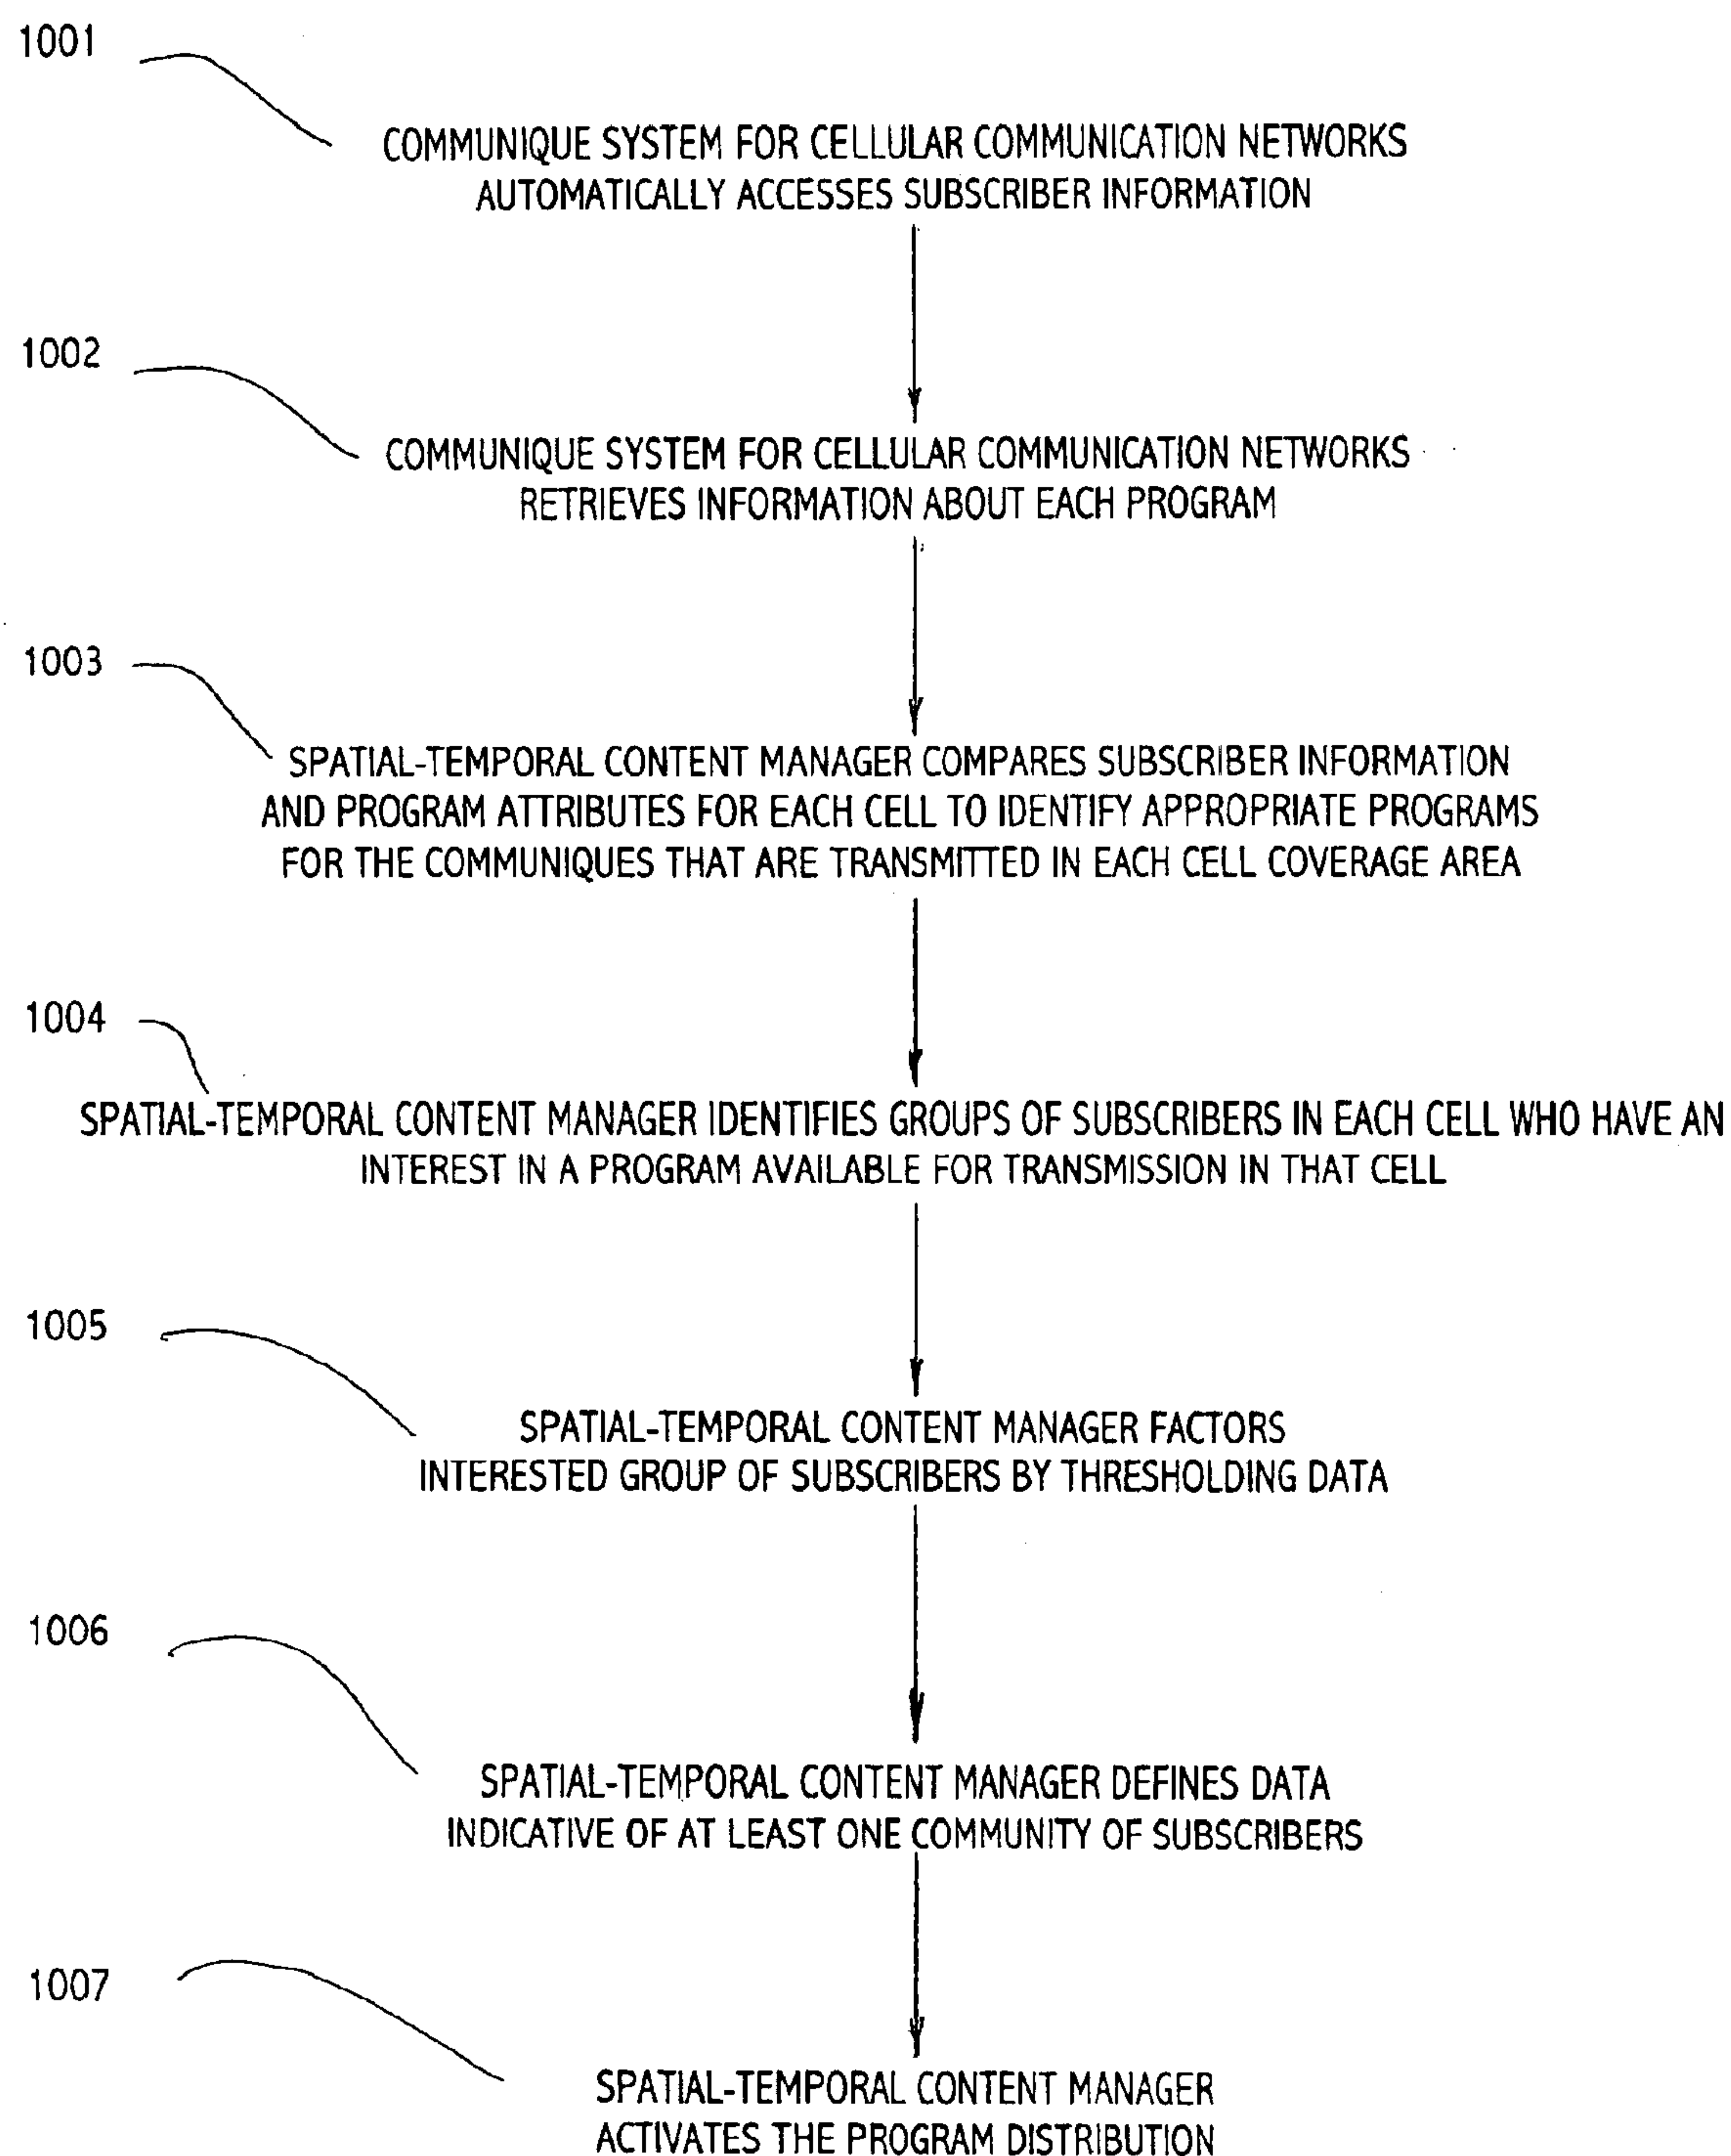 1001
COMMUNIQUE SYSTEM FOR CELLULAR COMMUNICATION NETWORKS
AUTOMATICALLY ACCESSES SUBSCRIBER INFORMATION
1002
COMMUNIQUE SYSTEM FOR CELLULAR COMMUNICATION NETWORKS
RETRIEVES INFORMATION ABOUT EACH PROGRAM
1003
SPATIAL-TEMPORAL CONTENT MANAGER COMPARES SUBSCRIBER INFORMATION
AND PROGRAM ATTRIBUTES FOR EACH CELL TO IDENTIFY APPROPRIATE PROGRAMS
FOR THE COMMUNIQUES THAT ARE TRANSMITTED IN EACH CELL COVERAGE AREA
1004
SPATIAL-TEMPORAL CONTENT MANAGER IDENTIFIES GROUPS OF SUBSCRIBERS IN EACH CELL WHO HAVE AN
INTEREST IN A PROGRAM AVAILABLE FOR TRANSMISSION IN THAT CELL
1005
SPATIAL-TEMPORAL CONTENT MANAGER FACTORS
INTERESTED GROUP OF SUBSCRIBERS BY THRESHOLDING DATA
1006
SPATIAL-TEMPORAL CONTENT MANAGER DEFINES DATA
INDICATIVE OF AT LEAST ONE COMMUNITY OF SUBSCRIBERS
1007
SPATIAL-TEMPORAL CONTENT MANAGER
ACTIVATES THE PROGRAM DISTRIBUTION